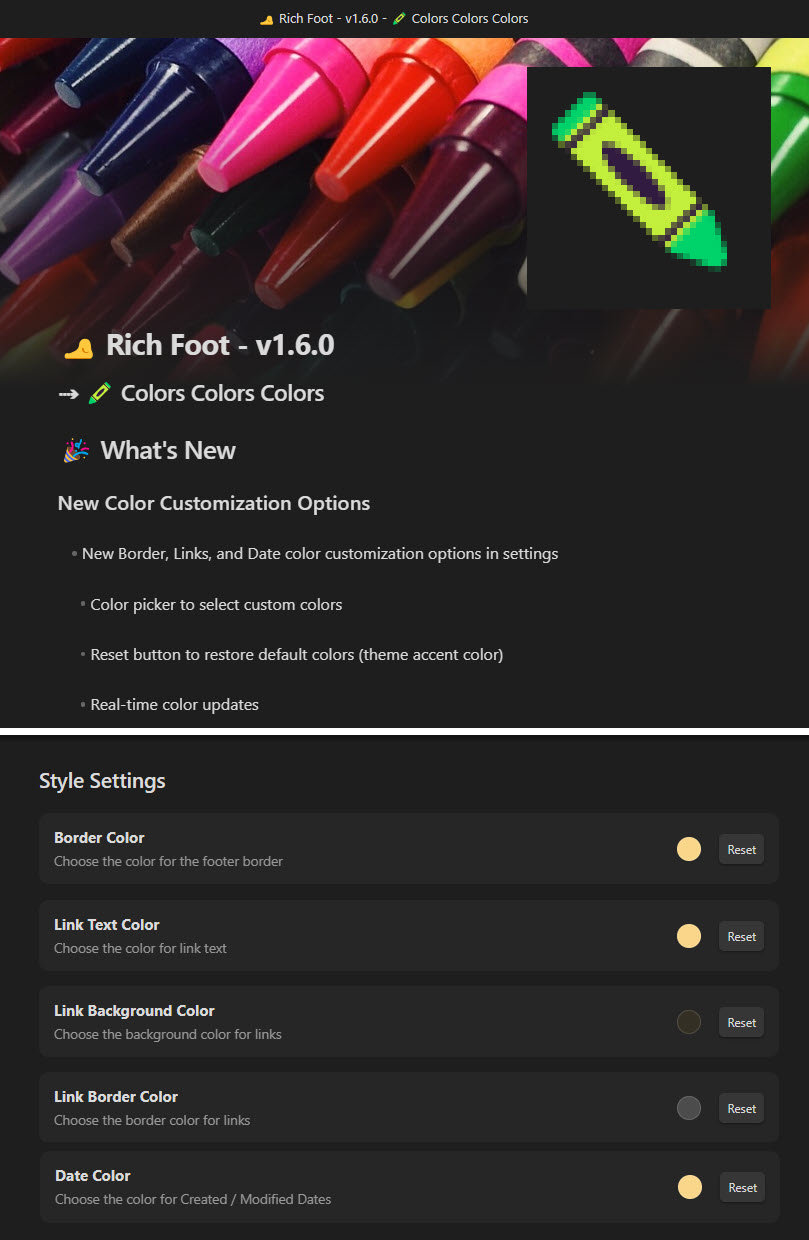 🫴 Rich Foot - v1.6.0 - 🖍 Colors Colors Colors
Rich Foot - v1.6.0
⤑ 🖍 Colors Colors Colors
🎉 What's New
New Color Customization Options
• New Border, Links, and Date color customization options in settings
• Color picker to select custom colors
• Reset button to restore default colors (theme accent color)
• Real-time color updates
Style Settings
Border Color
Choose the color for the footer border
Reset
Link Text Color
Choose the color for link text
Reset
Link Background Color
Choose the background color for links
Reset
Link Border Color
Choose the border color for links
Reset
Date Color
Choose the color for Created / Modified Dates
Reset